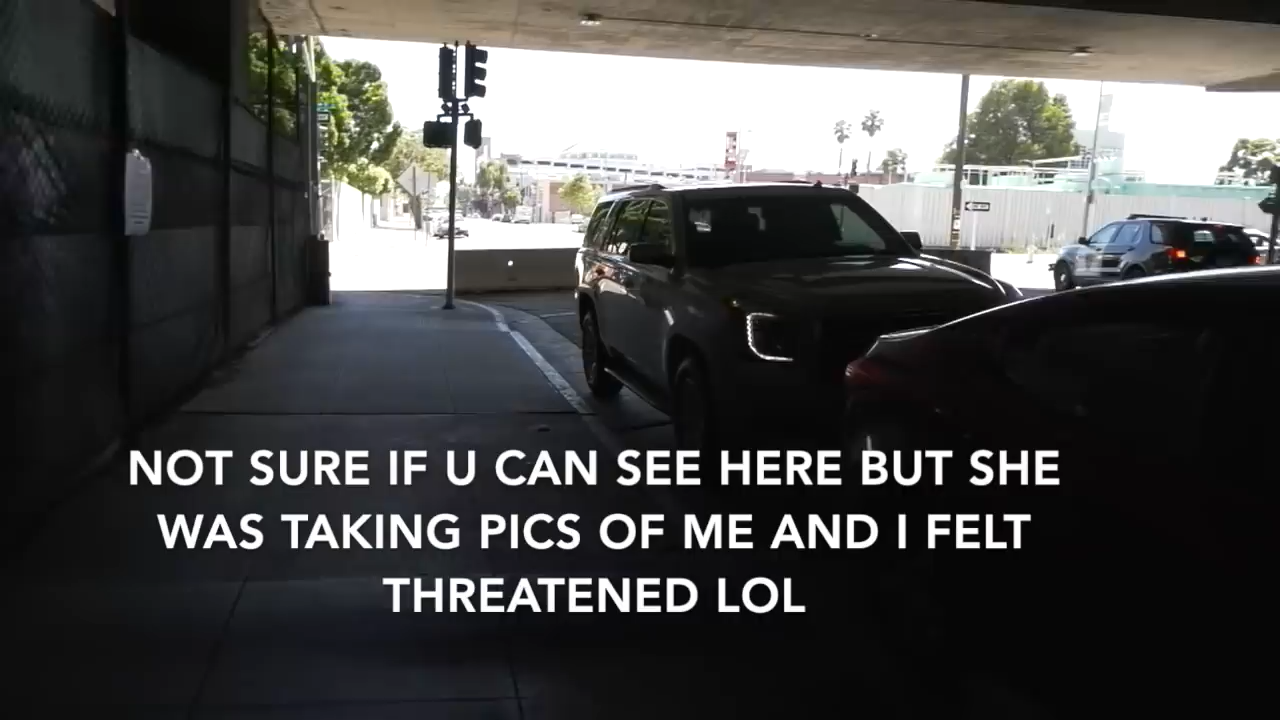 NOT SURE IF U CAN SEE HERE BUT SHE
WAS TAKING PICS OF ME AND I FELT
THREATENED LOL